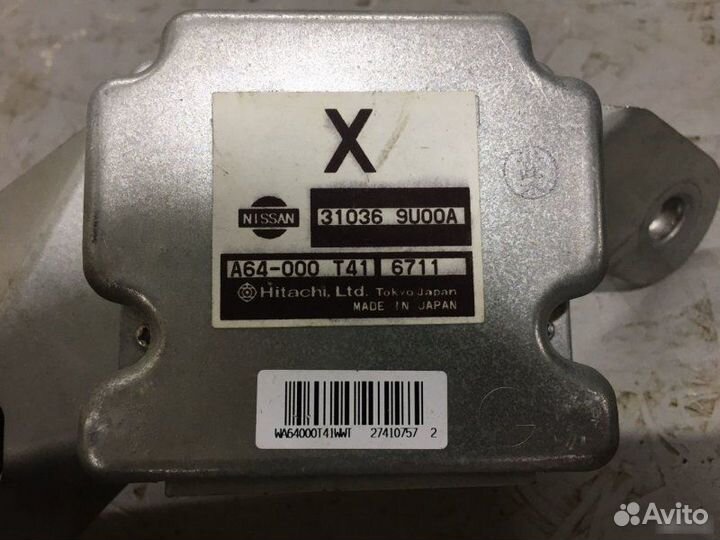 X
NISSAN
31036 9U00A
A64-000 T41 6711
Hitachi, Ltd. Tokyo Japan
MADE IN JAPAN
WA64000T41WWT 27410757 2
G
Avito